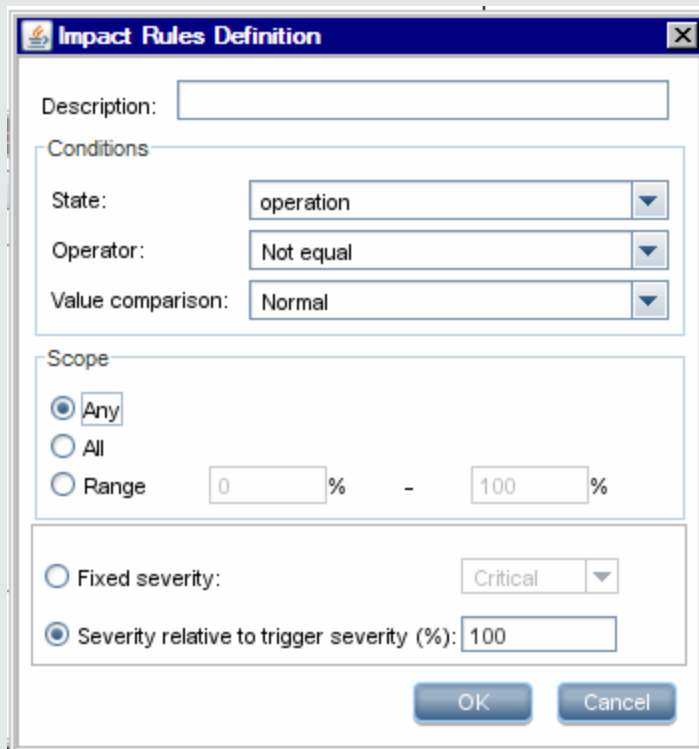 Impact Rules Definition
Description:
Conditions
State: operation
Operator: Not equal
Value comparison: Normal
Scope
Any
All
Range 0 % - 100 %
Fixed severity: Critical
Severity relative to trigger severity (%): 100
OK Cancel